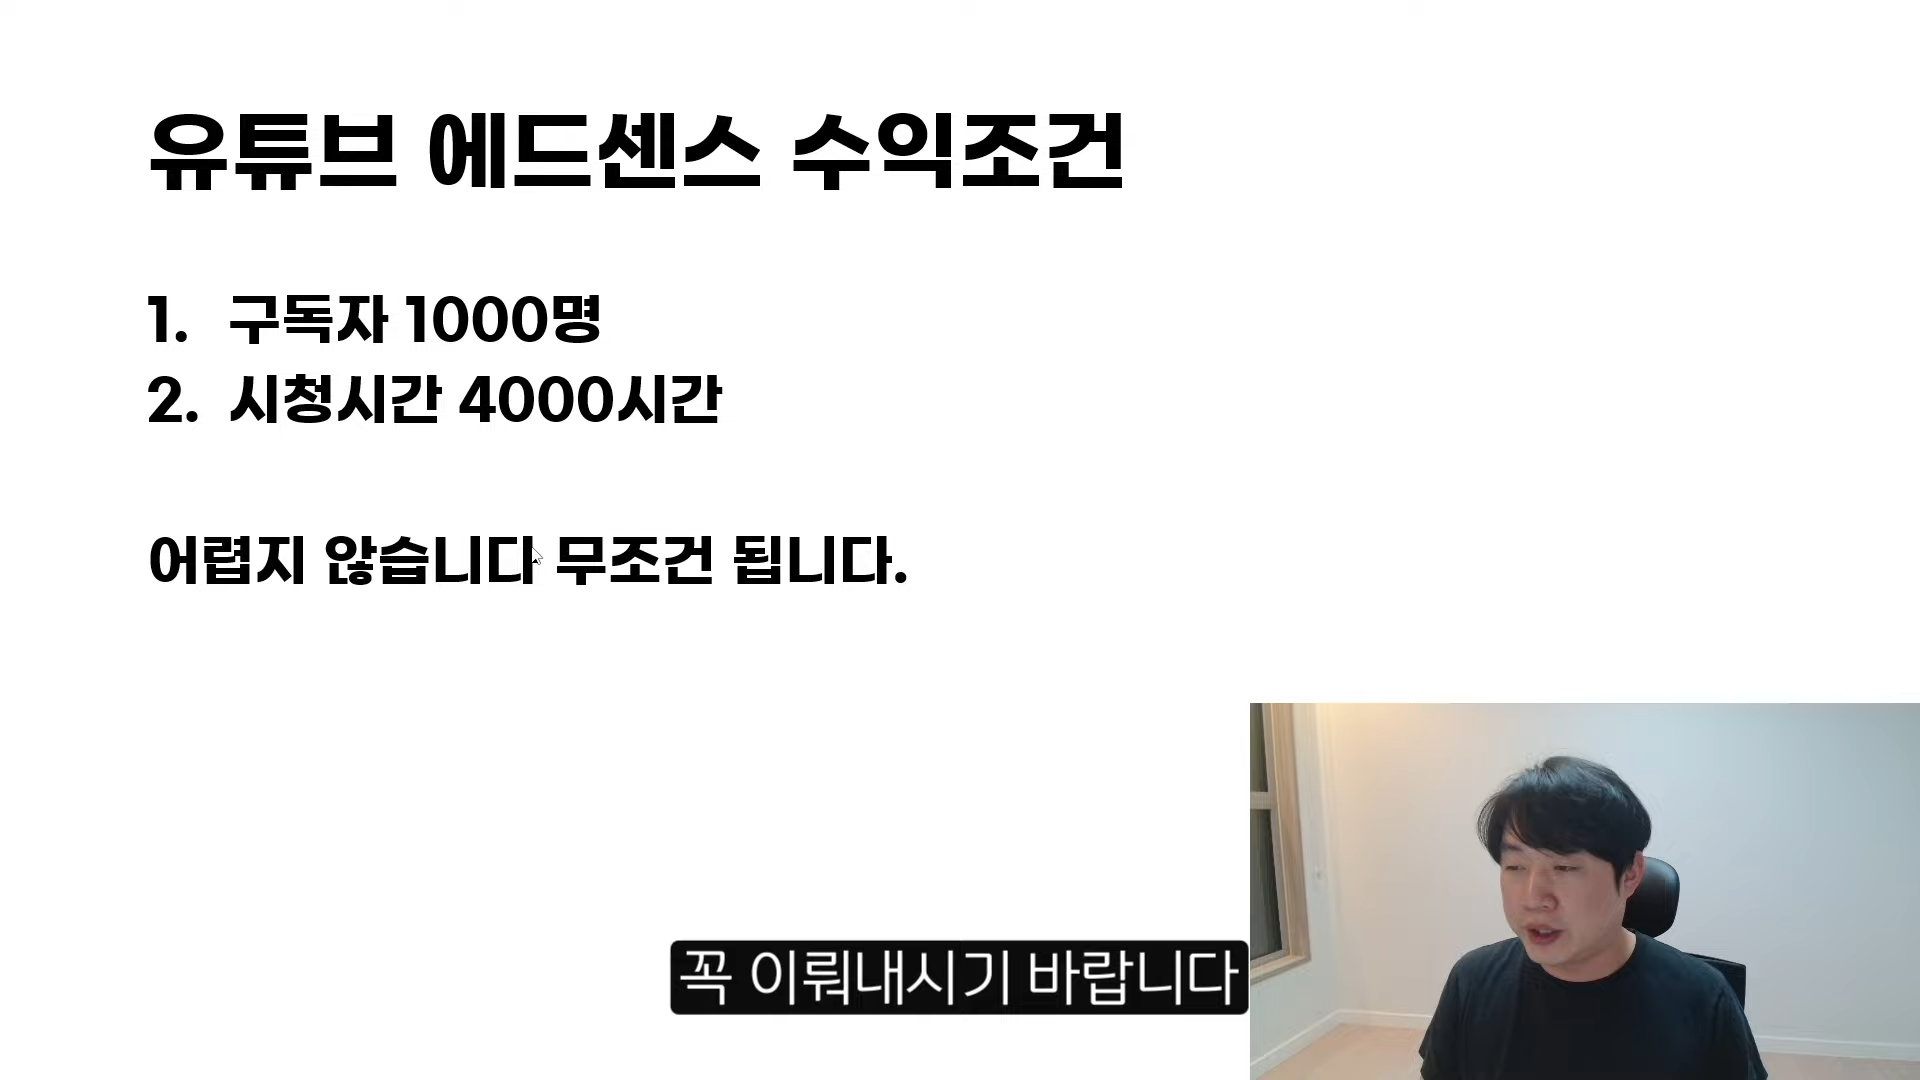 유튜브 에드센스 수익조건
1. 구독자 1000명
2. 시청시간 4000시간
어렵지 않습니다 무조건 됩니다.
꼭 이뤄내시기 바랍니다